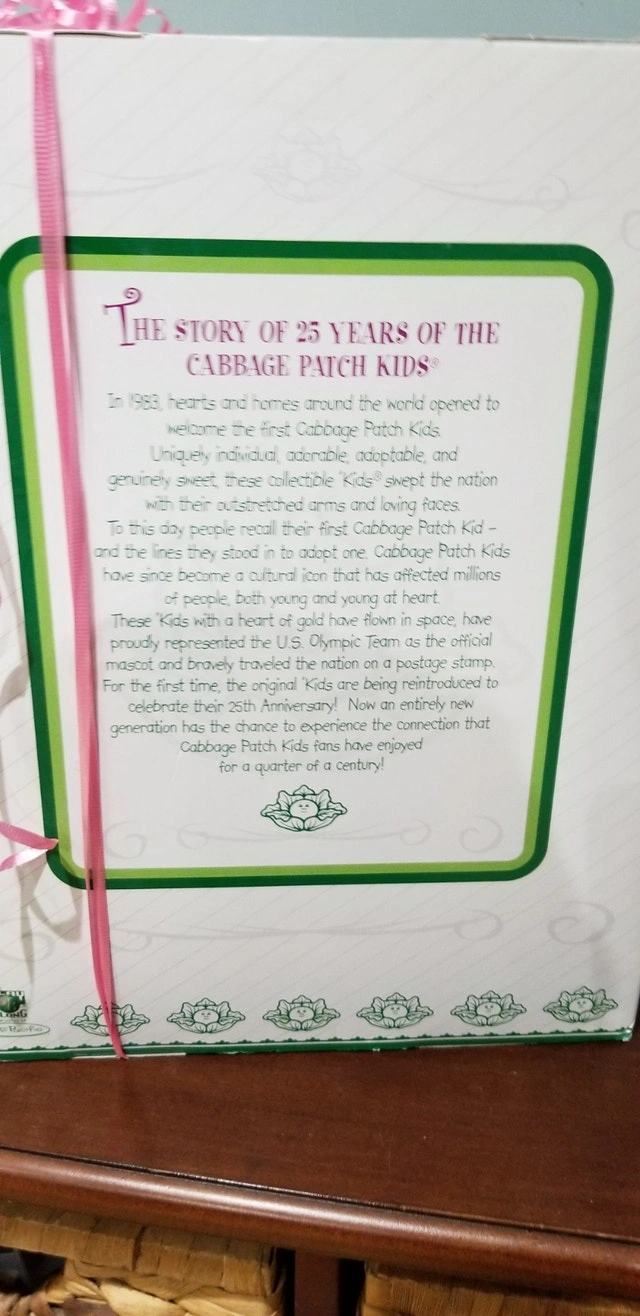 THE STORY OF 25 YEARS OF THE
CABBAGE PATCH KIDS®
In 1983, hearts and homes around the world opened to
welcome the first Cabbage Patch Kids.
Uniquely individual, adorable, adoptable, and
genuinely sweet, these collectible 'Kids® swept the nation
with their outstretched arms and loving faces.
To this day people recall their first Cabbage Patch Kid –
and the lines they stood in to adopt one. Cabbage Patch Kids
have since become a cultural icon that has affected millions
of people, both young and young at heart.
These 'Kids with a heart of gold have flown in space, have
proudly represented the U.S. Olympic Team as the official
mascot and bravely traveled the nation on a postage stamp.
For the first time, the original 'Kids are being reintroduced to
celebrate their 25th Anniversary! Now an entirely new
generation has the chance to experience the connection that
Cabbage Patch Kids fans have enjoyed
for a quarter of a century!